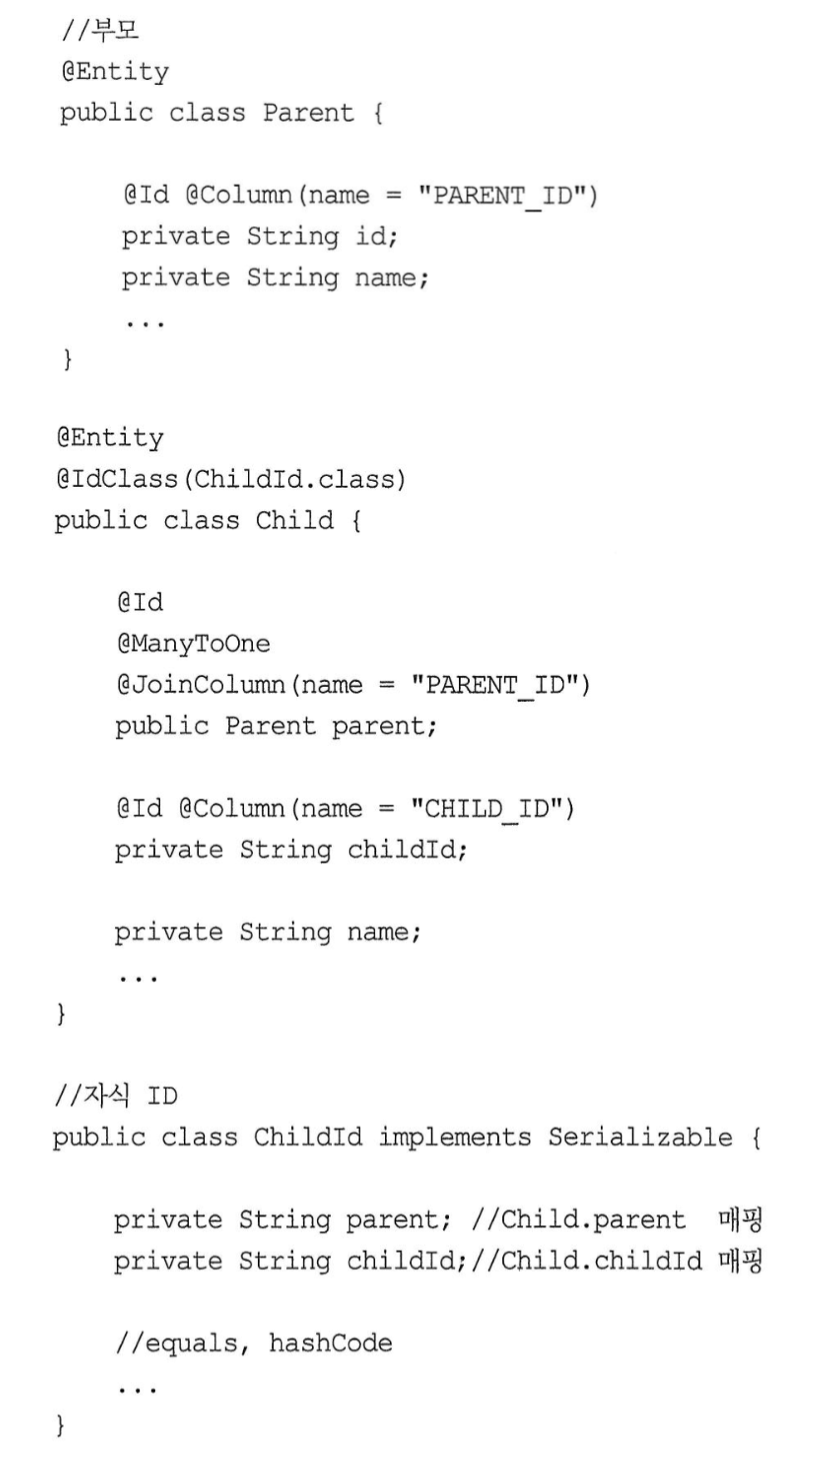 //부모
@Entity
public class Parent {
@Id @Column(name = "PARENT_ID")
private String id;
private String name;
...
}
@Entity
@IdClass(ChildId.class)
public class Child {
@Id
@ManyToOne
@JoinColumn(name = "PARENT_ID")
public Parent parent;
@Id @Column(name = "CHILD_ID")
private String childId;
private String name;
...
}
//자식 ID
public class ChildId implements Serializable {
private String parent; //Child.parent 매핑
private String childId;//Child.childId 매핑
//equals, hashCode
...
}